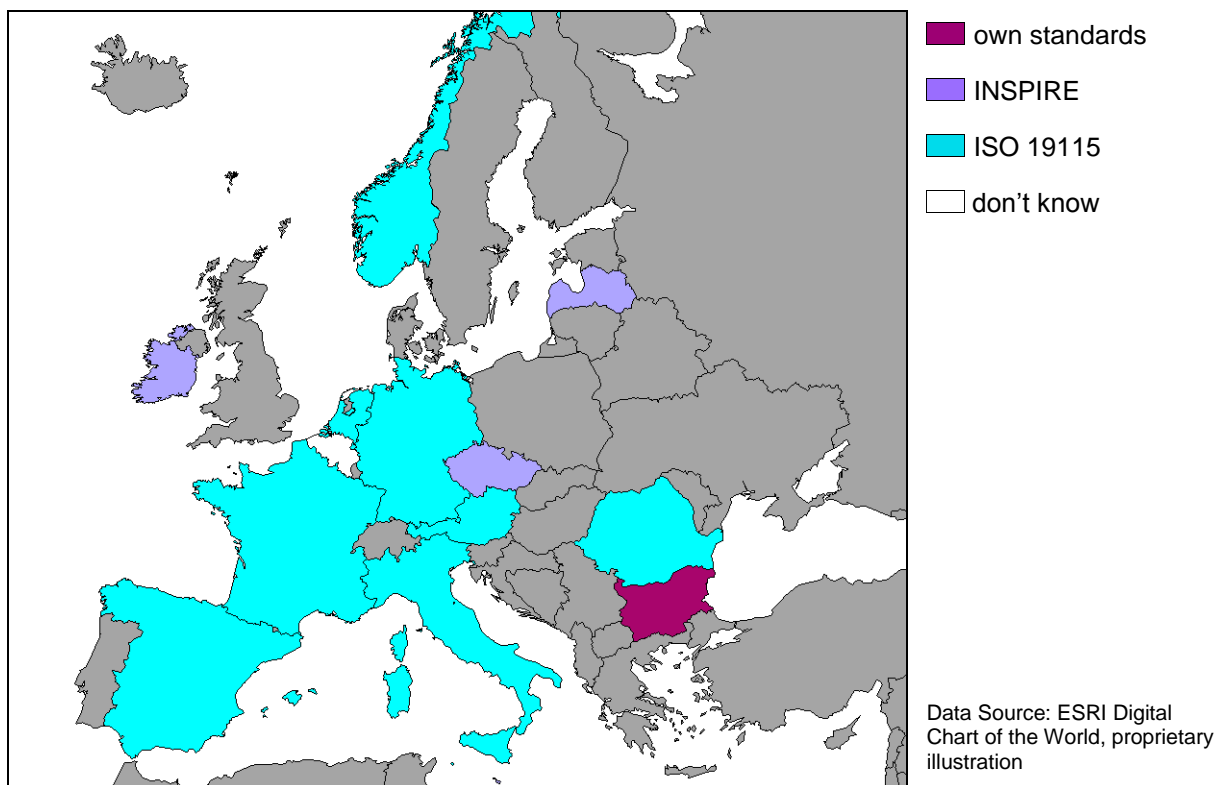 own standards
INSPIRE
ISO 19115
don't know
Data Source: ESRI Digital
Chart of the World, proprietary
illustration